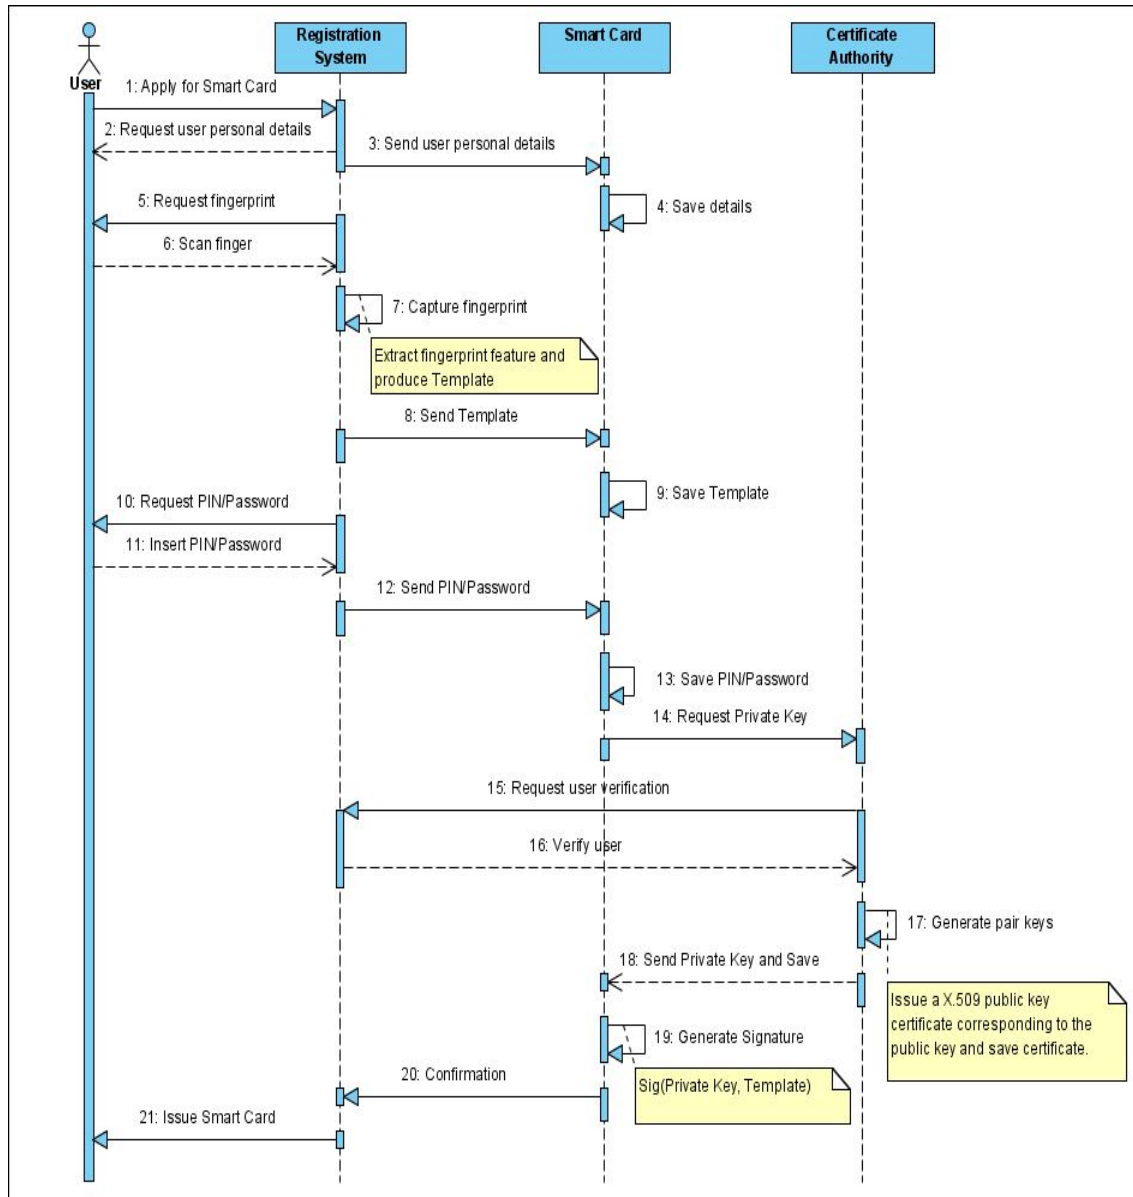 Registration
System
Smart Card
Certificate
Authority
User
1: Apply for Smart Card
2: Request user personal details
3: Send user personal details
4: Save details
5: Request fingerprint
6: Scan finger
7: Capture fingerprint
Extract fingerprint feature and
produce Template
8: Send Template
9: Save Template
10: Request PIN/Password
11: Insert PIN/Password
12: Send PIN/Password
13: Save PIN/Password
14: Request Private Key
15: Request user verification
16: Verify user
17: Generate pair keys
18: Send Private Key and Save
Issue a X.509 public key
certificate corresponding to the
public key and save certificate.
19: Generate Signature
Sig(Private Key, Template)
20: Confirmation
21: Issue Smart Card